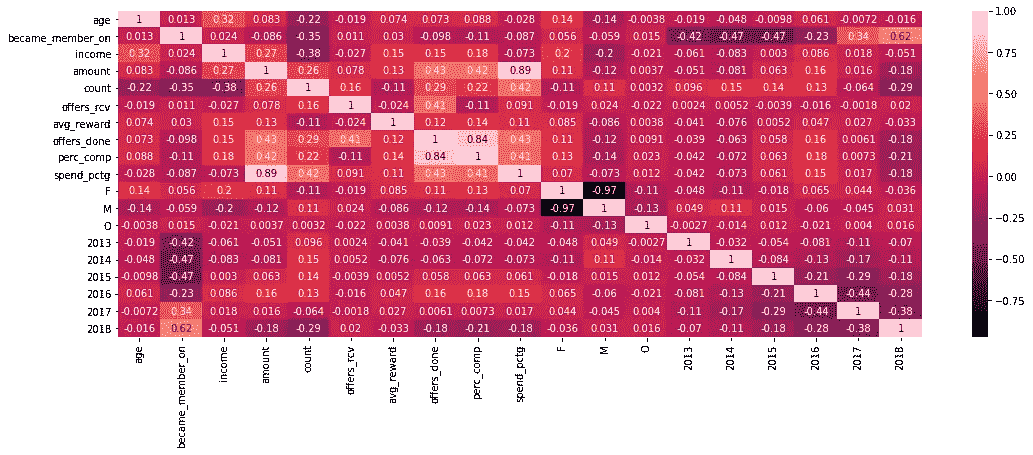 age 1 0.013 0.32 0.083 -0.22 -0.019 0.074 0.073 0.088 -0.028 0.14 -0.14 -0.0038 -0.019 -0.048 -0.0098 0.061 -0.0072 -0.016
became_member_on 0.013 1 0.024 -0.086 -0.35 0.011 0.03 -0.098 -0.11 -0.087 0.056 -0.059 0.015 -0.42 -0.47 -0.47 -0.23 0.34 0.62
income 0.32 0.024 1 0.27 -0.38 -0.027 0.15 0.15 0.18 -0.073 0.2 -0.2 -0.021 -0.061 -0.083 0.003 0.086 0.018 -0.051
amount 0.083 -0.086 0.27 1 0.26 0.078 0.13 0.43 0.42 0.89 0.11 -0.12 0.0037 -0.051 -0.081 0.063 0.16 0.016 -0.18
count -0.22 -0.35 -0.38 0.26 1 0.16 -0.11 0.29 0.22 0.42 -0.11 0.11 0.0032 0.096 0.15 0.14 0.13 -0.064 -0.29
offers_rcv -0.019 0.011 -0.027 0.078 0.16 1 -0.024 0.41 -0.11 0.091 -0.019 0.024 -0.022 0.0024 0.0052 -0.0039 -0.016 -0.0018 0.02
avg_reward 0.074 0.03 0.15 0.13 -0.11 -0.024 1 0.12 0.14 0.11 0.085 -0.086 0.0038 -0.041 -0.076 0.0052 0.047 0.027 -0.033
offers_done 0.073 -0.098 0.15 0.43 0.29 0.41 0.12 1 0.84 0.43 0.11 -0.12 0.0091 -0.039 -0.063 0.058 0.16 0.0061 -0.18
perc_comp 0.088 -0.11 0.18 0.42 0.22 -0.11 0.14 0.84 1 0.41 0.13 -0.14 0.023 -0.042 -0.072 0.063 0.18 0.0073 -0.21
spend_pctg -0.028 -0.087 -0.073 0.89 0.42 0.091 0.11 0.43 0.41 1 0.07 -0.073 0.012 -0.042 -0.073 0.061 0.15 0.017 -0.18
F 0.14 0.056 0.2 0.11 -0.11 -0.019 0.085 0.11 0.13 0.07 1 -0.97 -0.11 -0.048 -0.11 -0.018 0.065 0.044 -0.036
M -0.14 -0.059 -0.2 -0.12 0.11 0.024 -0.086 -0.12 -0.14 -0.073 -0.97 1 -0.13 0.049 0.11 0.015 -0.06 -0.045 0.031
O -0.0038 0.015 -0.021 0.0037 0.0032 -0.022 0.0038 0.0091 0.023 0.012 -0.11 -0.13 1 -0.0027 -0.014 0.012 -0.021 0.004 0.016
2013 -0.019 -0.42 -0.061 -0.051 0.096 0.0024 -0.041 -0.039 -0.042 -0.042 -0.048 0.049 -0.0027 1 -0.032 -0.054 -0.081 -0.11 -0.07
2014 -0.048 -0.47 -0.083 -0.081 0.15 0.0052 -0.076 -0.063 -0.072 -0.073 -0.11 0.11 -0.014 -0.032 1 -0.084 -0.13 -0.17 -0.11
2015 -0.0098 -0.47 0.003 0.063 0.14 -0.0039 0.0052 0.058 0.063 0.061 -0.018 0.015 0.012 -0.054 -0.084 1 -0.21 -0.29 -0.18
2016 0.061 -0.23 0.086 0.16 0.13 -0.016 0.047 0.16 0.18 0.15 0.065 -0.06 -0.021 -0.081 -0.13 -0.21 1 -0.44 -0.28
2017 -0.0072 0.34 0.018 0.016 -0.064 -0.0018 0.027 0.0061 0.0073 0.017 0.044 -0.045 0.004 -0.11 -0.17 -0.29 -0.44 1 -0.38
2018 -0.016 0.62 -0.051 -0.18 -0.29 0.02 -0.033 -0.18 -0.21 -0.18 -0.036 0.031 0.016 -0.07 -0.11 -0.18 -0.28 -0.38 1
age became_member_on income amount count offers_rcv avg_reward offers_done perc_comp spend_pctg F M O 2013 2014 2015 2016 2017 2018
1.00
0.75
0.50
0.25
0.00
-0.25
-0.50
-0.75